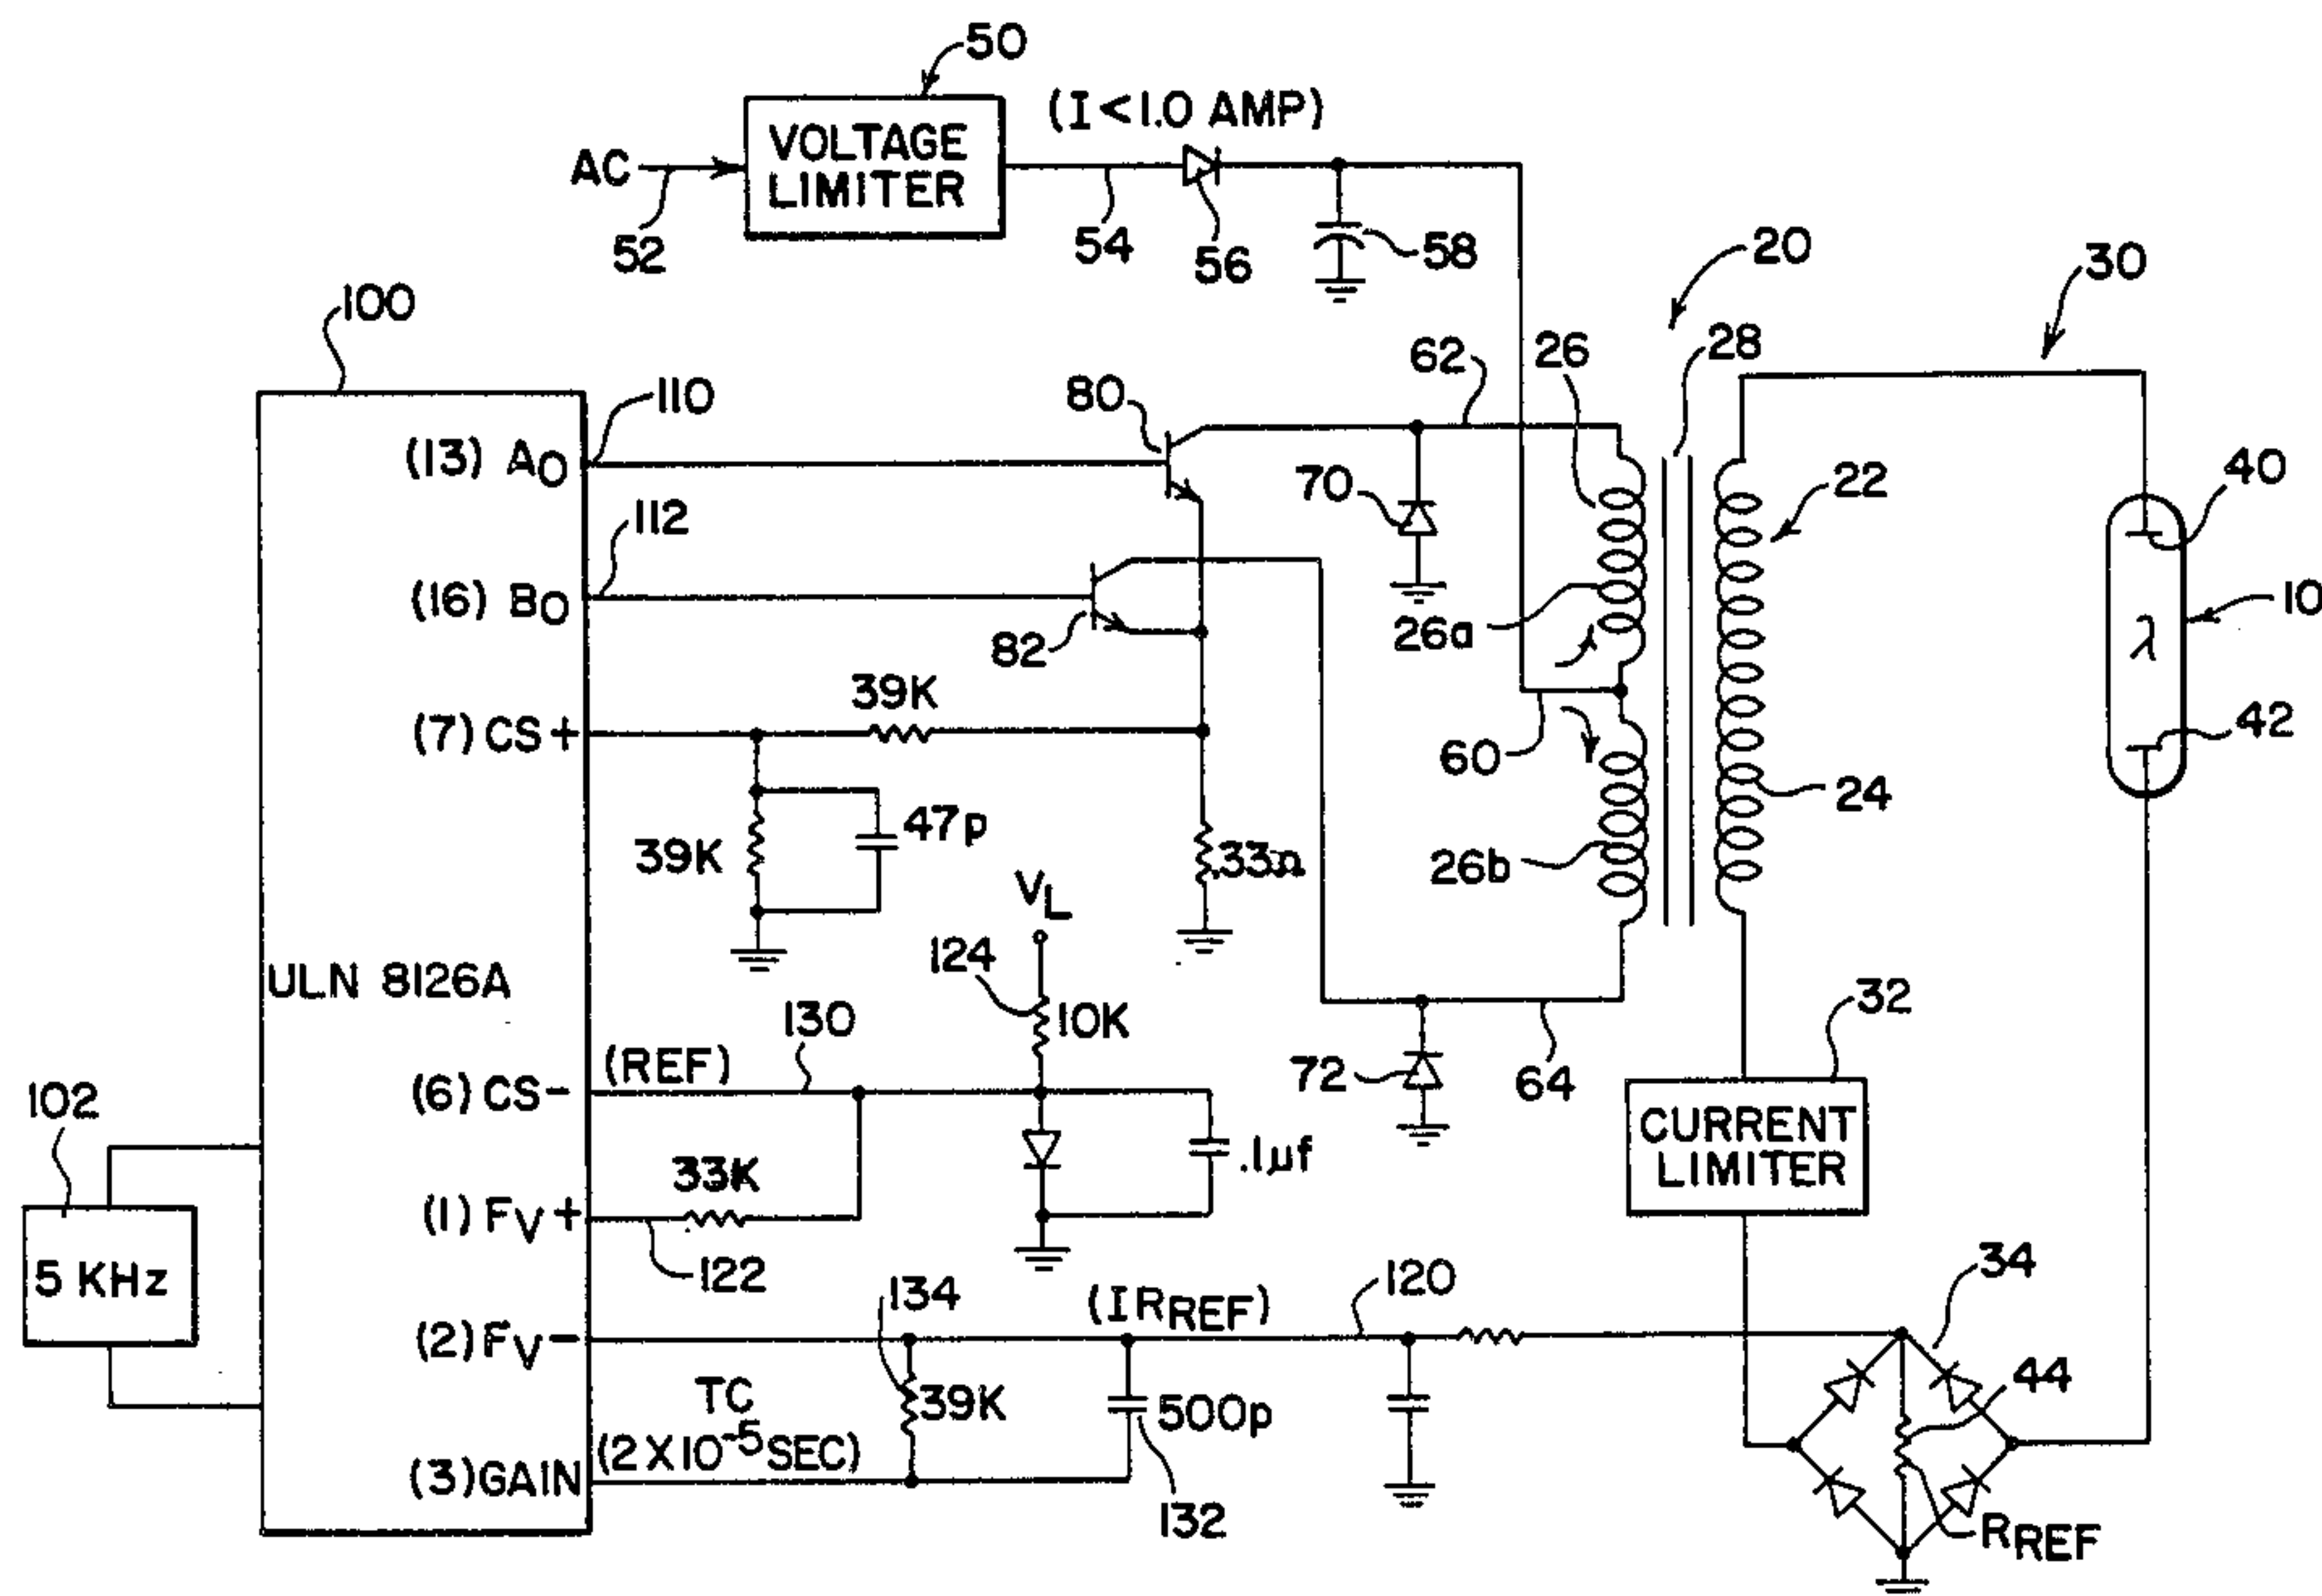 50
(I<1.0 AMP)
AC
VOLTAGE
LIMITER
52
54
56
58
20
30
100
62
26
28
80
110
(13) AO
70
40
22
112
(16) BO
82
26a
10
λ
39K
(7) CS+
60
42
47p
39K
.33Ω
26b
24
VL
124
10K
ULN 8126A
130
32
(REF)
72
64
102
(6) CS-
CURRENT
LIMITER
.1µf
33K
(1) FV+
5 KHz
122
134
(IRREF)
120
34
(2) FV-
44
TC
39K
500p
(2X10-5SEC)
(3) GAIN
132
RREF